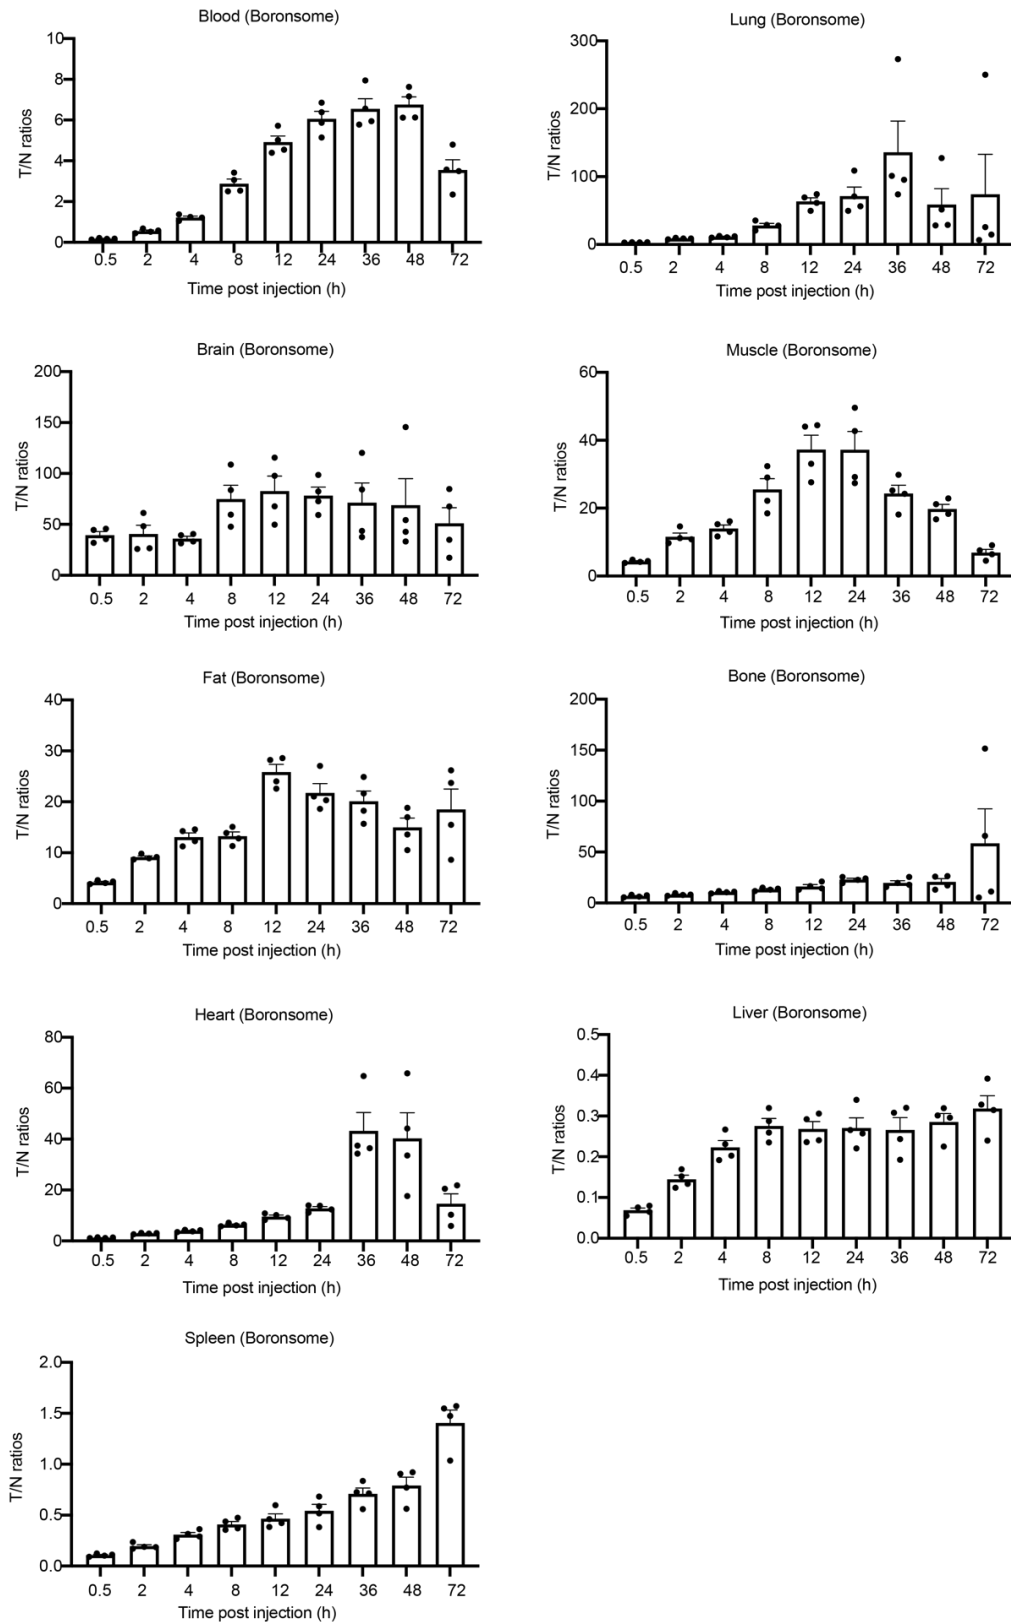 Blood (Boronsome)
T/N ratios
10
8
6
4
2
0
0.5 2 4 8 12 24 36 48 72
Time post injection (h)
Lung (Boronsome)
T/N ratios
300
200
100
0
0.5 2 4 8 12 24 36 48 72
Time post injection (h)
Brain (Boronsome)
T/N ratios
200
150
100
50
0
0.5 2 4 8 12 24 36 48 72
Time post injection (h)
Muscle (Boronsome)
T/N ratios
60
40
20
0
0.5 2 4 8 12 24 36 48 72
Time post injection (h)
Fat (Boronsome)
T/N ratios
40
30
20
10
0
0.5 2 4 8 12 24 36 48 72
Time post injection (h)
Bone (Boronsome)
T/N ratios
200
150
100
50
0
0.5 2 4 8 12 24 36 48 72
Time post injection (h)
Heart (Boronsome)
T/N ratios
80
60
40
20
0
0.5 2 4 8 12 24 36 48 72
Time post injection (h)
Liver (Boronsome)
T/N ratios
0.5
0.4
0.3
0.2
0.1
0.0
0.5 2 4 8 12 24 36 48 72
Time post injection (h)
Spleen (Boronsome)
T/N ratios
2.0
1.5
1.0
0.5
0.0
0.5 2 4 8 12 24 36 48 72
Time post injection (h)